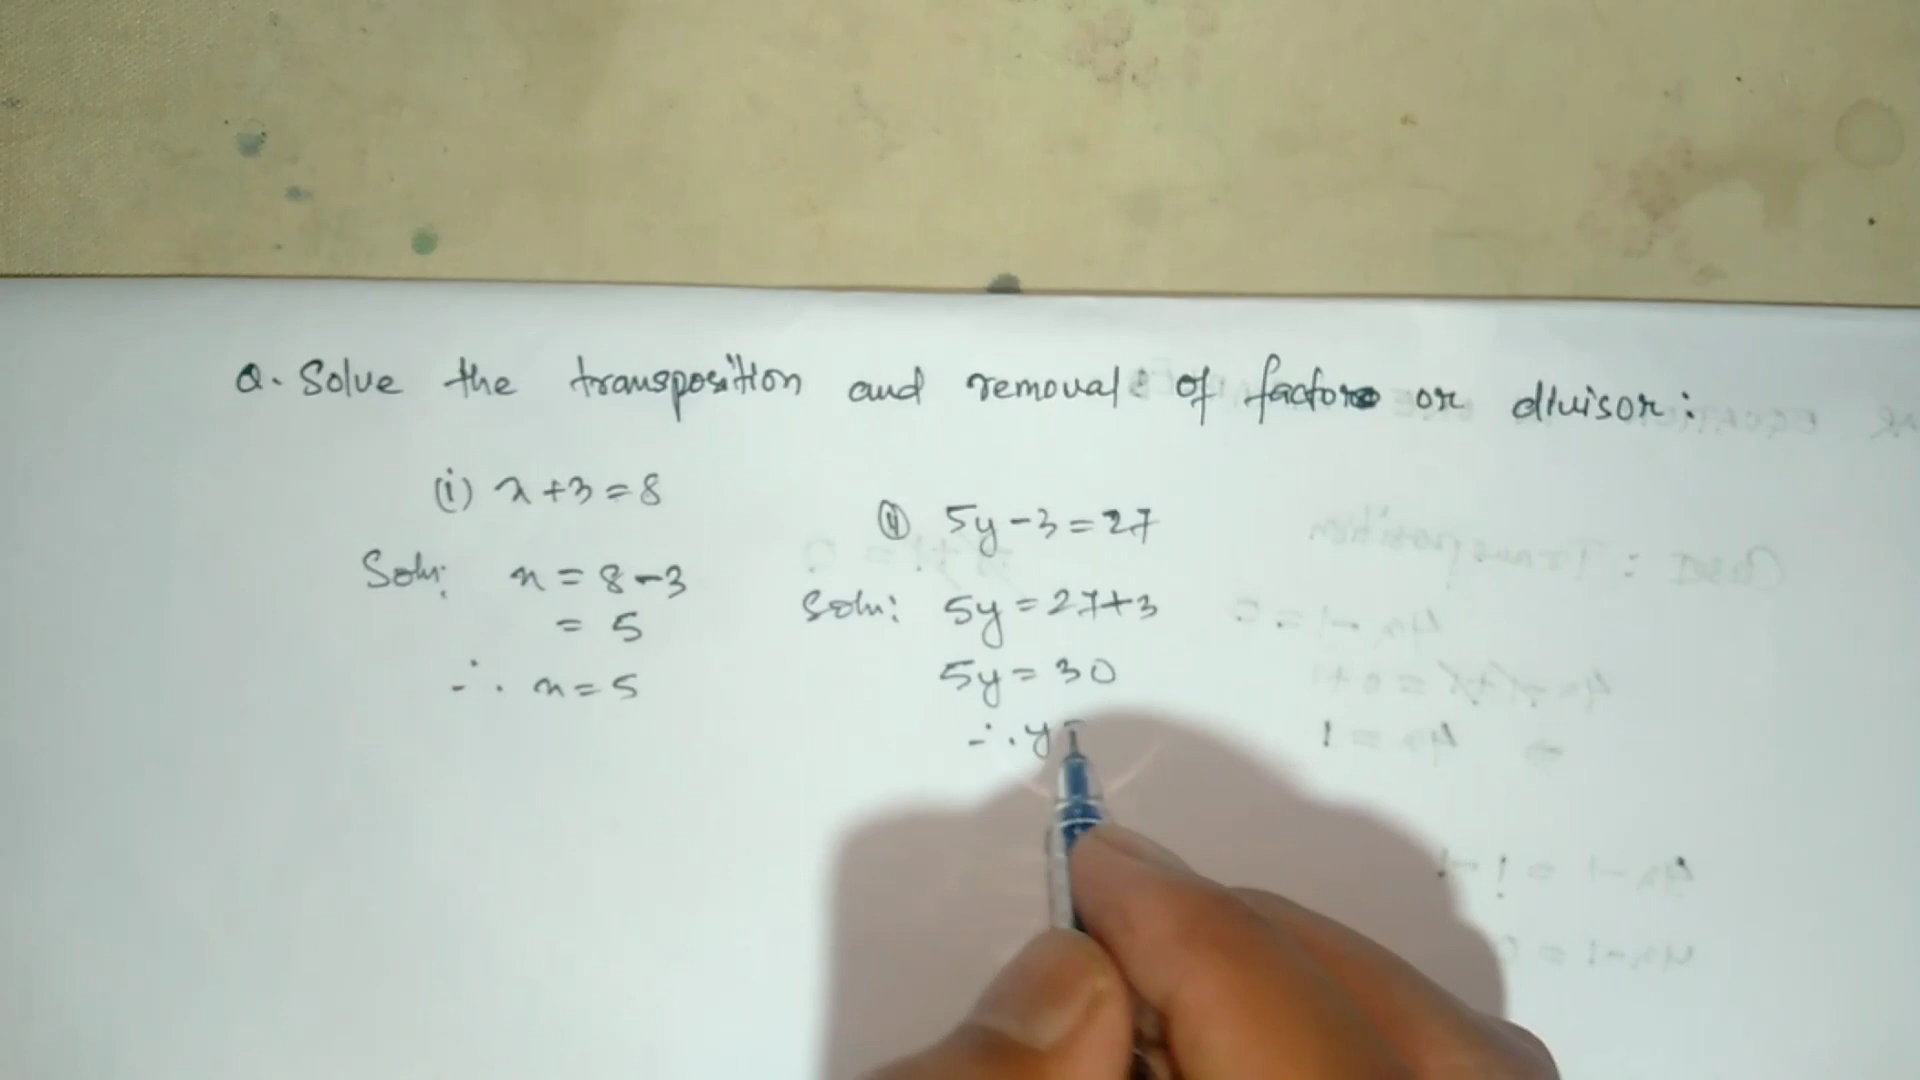 Q. Solve the transposition and removal of factor or divisor:
(i) x+3=8
Soln: x = 8-3
= 5
∴ x=5
(ii) 5y-3=27
Soln: 5y=27+3
5y=30
∴ y=